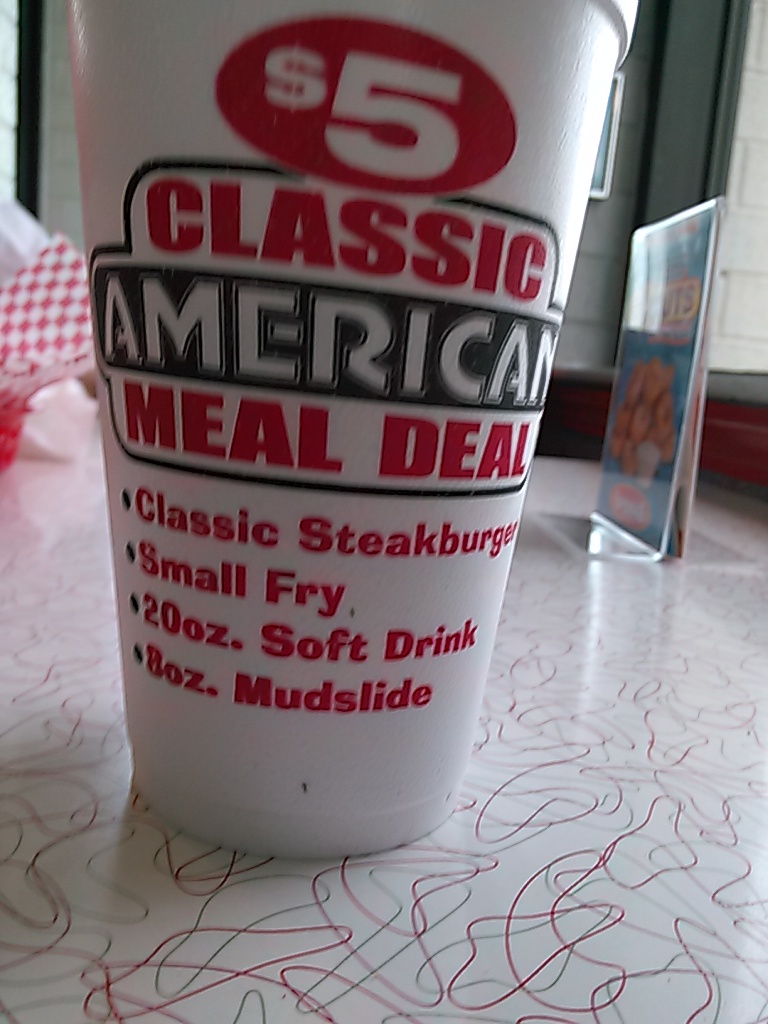 $5
CLASSIC
AMERICAN
MEAL DEAL
•Classic Steakburger
•Small Fry
•20oz. Soft Drink
•8oz. Mudslide